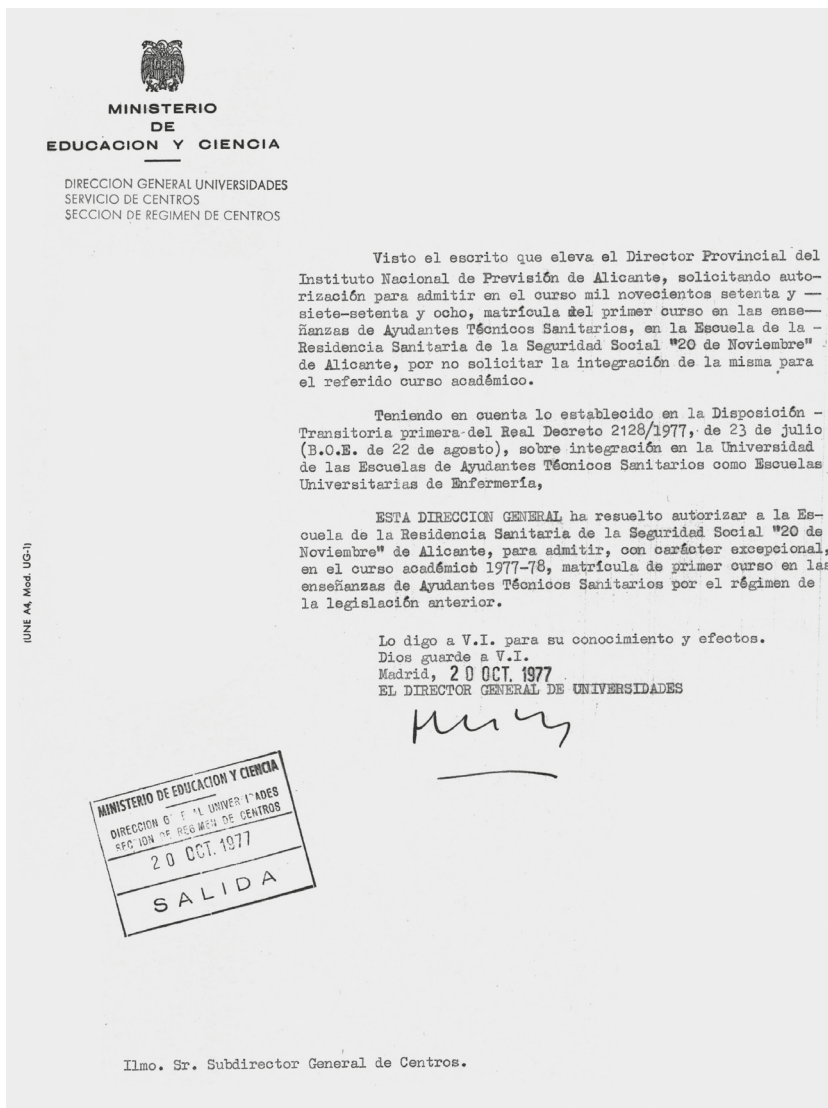 MINISTERIO
DE
EDUCACION Y CIENCIA
DIRECCION GENERAL UNIVERSIDADES
SERVICIO DE CENTROS
SECCION DE REGIMEN DE CENTROS
Visto el escrito que eleva el Director Provincial del
Instituto Nacional de Previsión de Alicante, solicitando auto-
rización para admitir en el curso mil novecientos setenta y —
siete-setenta y ocho, matrícula del primer curso en las ense—
ñanzas de Ayudantes Técnicos Sanitarios, en la Escuela de la -
Residencia Sanitaria de la Seguridad Social "20 de Noviembre"
de Alicante, por no solicitar la integración de la misma para
el referido curso académico.
Teniendo en cuenta lo establecido en la Disposición -
Transitoria primera del Real Decreto 2128/1977, de 23 de julio
(B.O.E. de 22 de agosto), sobre integración en la Universidad
de las Escuelas de Ayudantes Técnicos Sanitarios como Escuelas
Universitarias de Enfermería,
ESTA DIRECCION GENERAL ha resuelto autorizar a la Es-
cuela de la Residencia Sanitaria de la Seguridad Social "20 de
Noviembre" de Alicante, para admitir, con carácter excepcional,
en el curso académico 1977-78, matrícula de primer curso en las
enseñanzas de Ayudantes Técnicos Sanitarios por el régimen de
la legislación anterior.
Lo digo a V.I. para su conocimiento y efectos.
Dios guarde a V.I.
Madrid, 20 OCT. 1977
EL DIRECTOR GENERAL DE UNIVERSIDADES
(UNE A4, Mod. UG-1)
MINISTERIO DE EDUCACION Y CIENCIA
DIRECCION UNIVERSIDADES
SECCION DE REGIMEN DE CENTROS
20 OCT. 1977
SALIDA
Ilmo. Sr. Subdirector General de Centros.